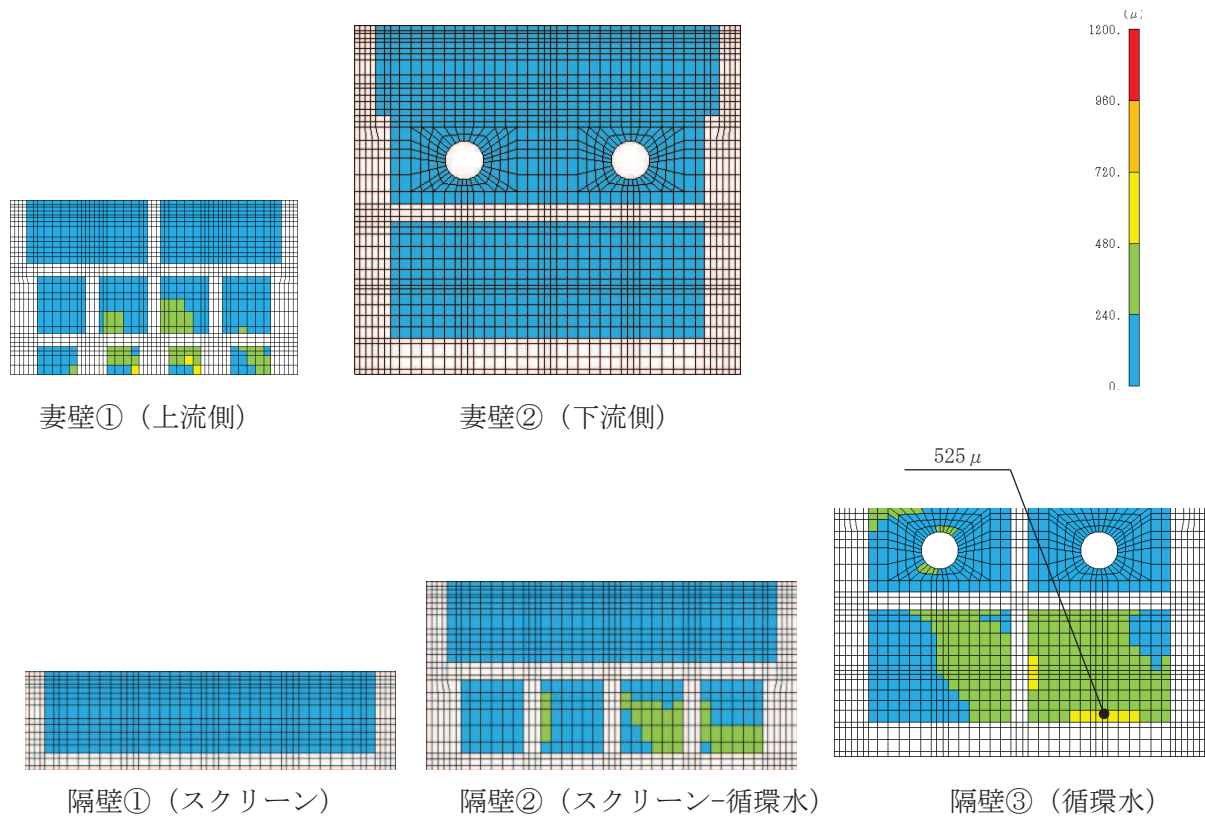 (μ)
1200.
960.
720.
480.
240.
0.
妻壁①（上流側）
妻壁②（下流側）
525μ
隔壁①（スクリーン）
隔壁②（スクリーン-循環水）
隔壁③（循環水）